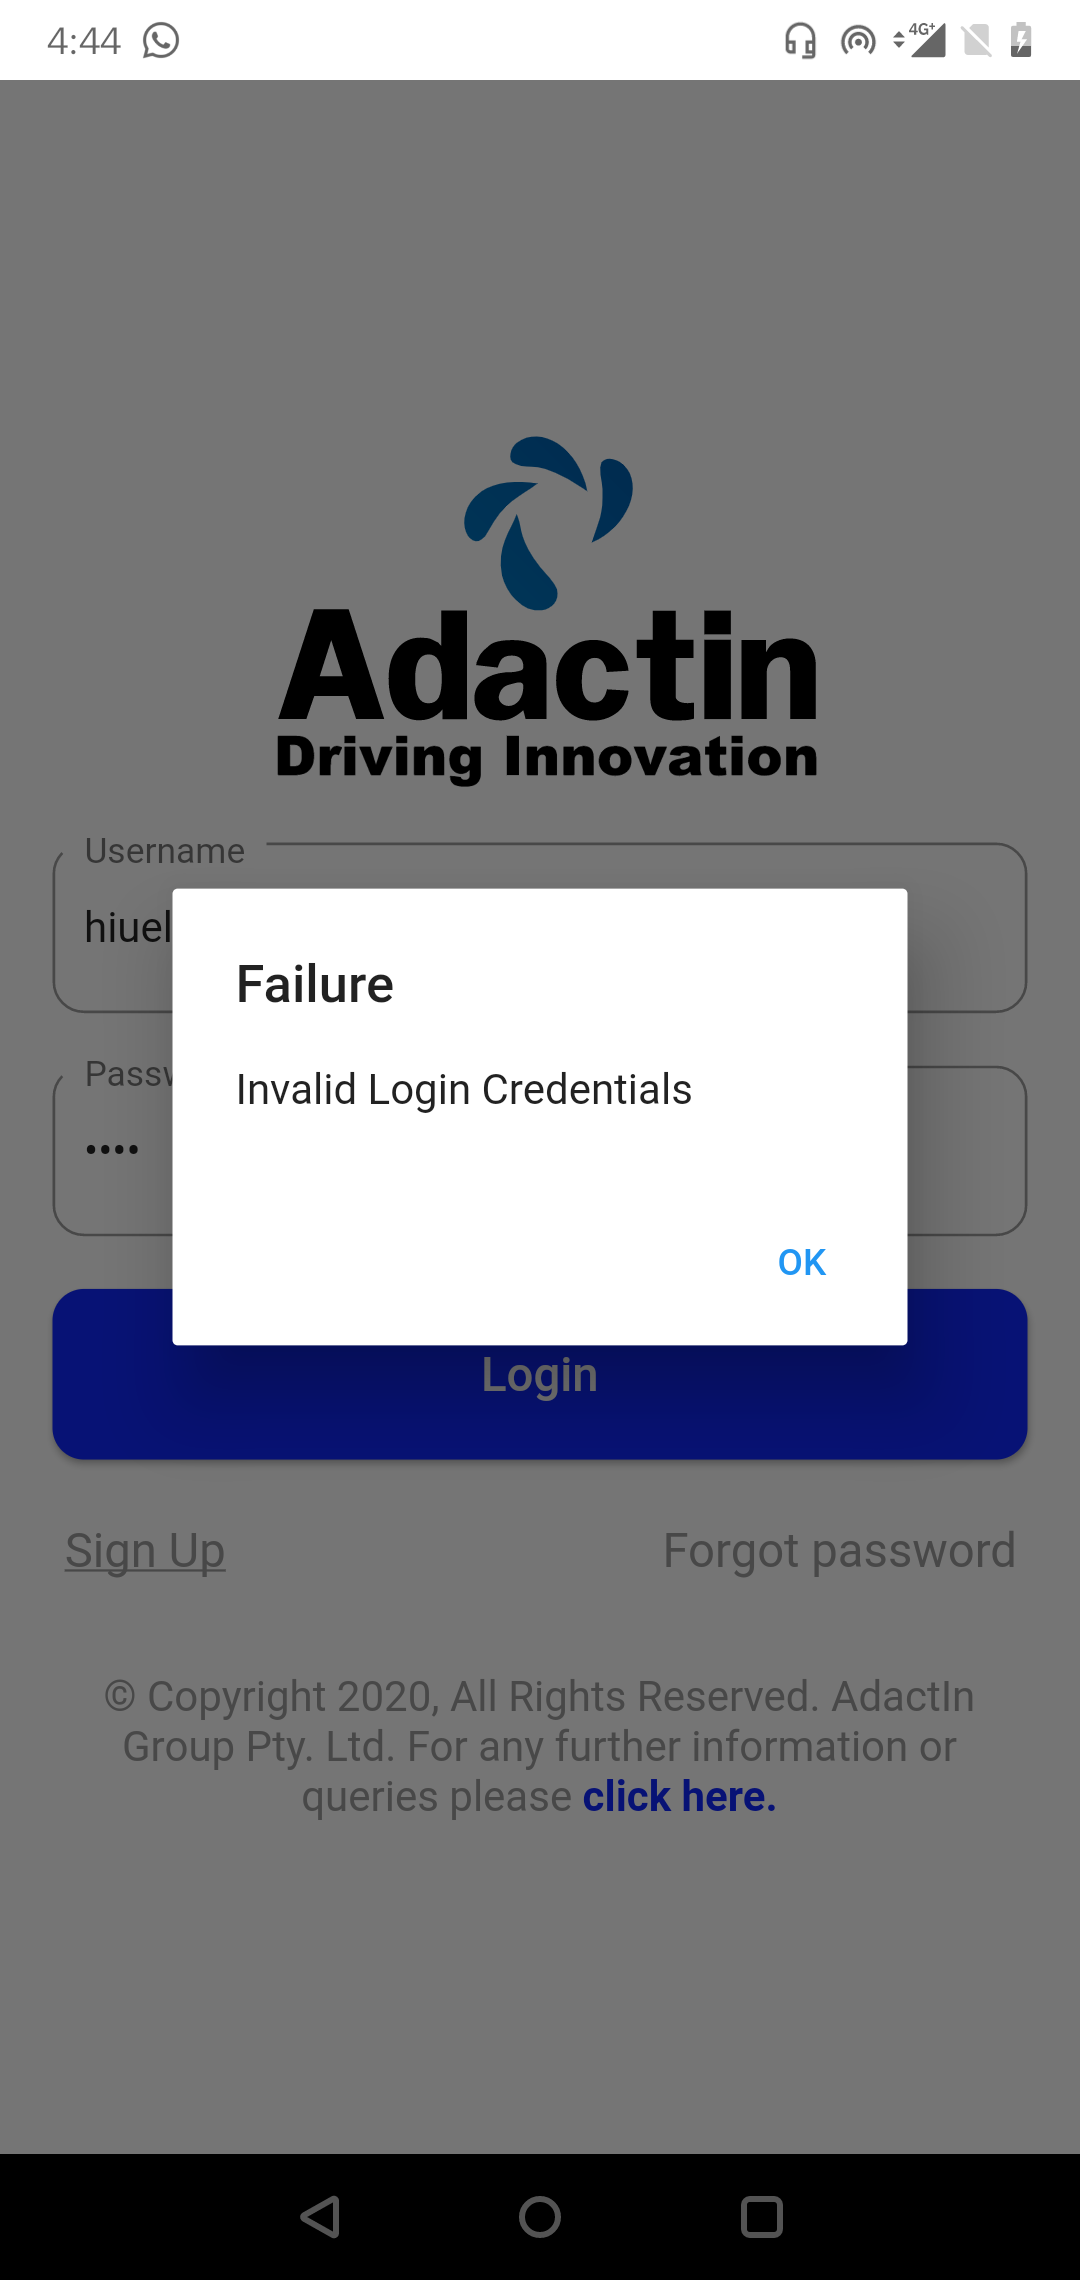 4:44
4G+
Adactin
Driving Innovation
Username
hiuel
Failure
Invalid Login Credentials
••••
OK
Login
Sign Up
Forgot password
© Copyright 2020, All Rights Reserved. AdactIn
Group Pty. Ltd. For any further information or
queries please click here.